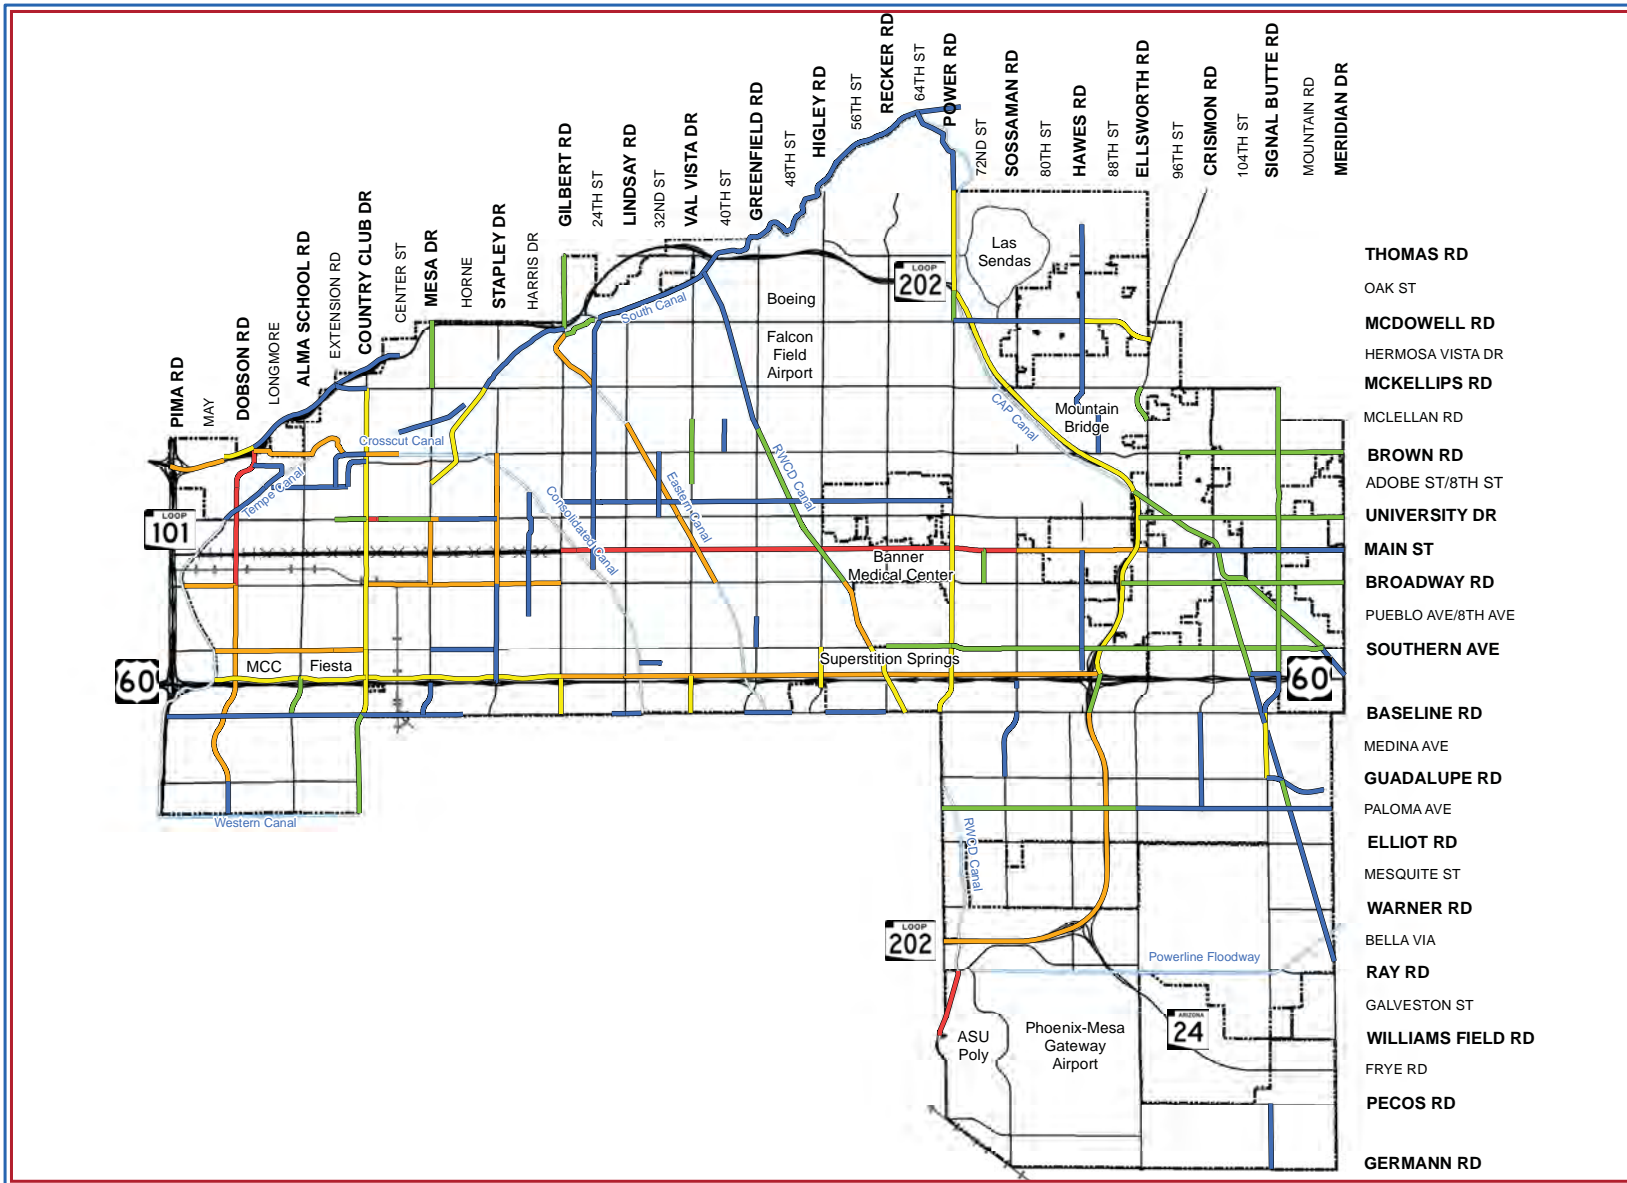 PIMA RD
MAY
DOBSON RD
LONGMORE
ALMA SCHOOL RD
EXTENSION RD
COUNTRY CLUB DR
CENTER ST
MESA DR
HORNE
STAPLEY DR
HARRIS DR
GILBERT RD
24TH ST
LINDSAY RD
32ND ST
VAL VISTA DR
40TH ST
GREENFIELD RD
48TH ST
HIGLEY RD
56TH ST
RECKER RD
64TH ST
POWER RD
72ND ST
SOSSAMAN RD
80TH ST
HAWES RD
88TH ST
ELLSWORTH RD
96TH ST
CRISMON RD
104TH ST
SIGNAL BUTTE RD
MOUNTAIN RD
MERIDIAN DR
THOMAS RD
OAK ST
MCDOWELL RD
HERMOSA VISTA DR
MCKELLIPS RD
MCLELLAN RD
BROWN RD
ADOBE ST/8TH ST
UNIVERSITY DR
MAIN ST
BROADWAY RD
PUEBLO AVE/8TH AVE
SOUTHERN AVE
BASELINE RD
MEDINA AVE
GUADALUPE RD
PALOMA AVE
ELLIOT RD
MESQUITE ST
WARNER RD
BELLA VIA
RAY RD
GALVESTON ST
WILLIAMS FIELD RD
FRYE RD
PECOS RD
GERMANN RD
Las
Sendas
LOOP
202
Boeing
South Canal
Falcon
Field
Airport
CAP Canal
Mountain
Bridge
Crosscut Canal
Tempe Canal
RWCD Canal
Eastern Canal
Consolidated Canal
LOOP
101
Banner
Medical Center
MCC
Fiesta
Superstition Springs
60
60
Western Canal
RWCD Canal
LOOP
202
Powerline Floodway
ARIZONA
24
ASU
Poly
Phoenix-Mesa
Gateway
Airport